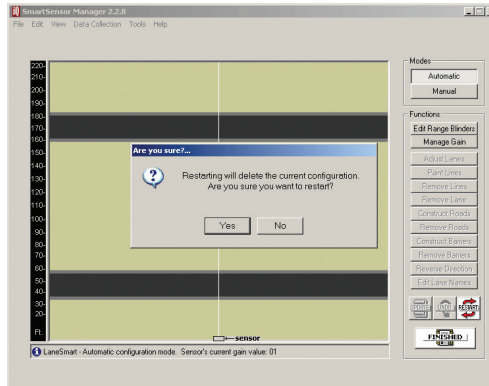 SmartSensor Manager 2.2.0
File Edit View Data Collection Tools Help
220-
210-
200-
190-
180-
170-
160-
150-
140-
130-
120-
110-
100-
90-
80-
70-
60-
50-
40-
30-
20-
Ft.
Are you sure?...
Restarting will delete the current configuration.
Are you sure you want to restart?
Yes No
sensor
LaneSmart - Automatic configuration mode. Sensor's current gain value: 01
Modes
Automatic
Manual
Functions
Edit Range Blinders
Manage Gain
Adjust Lanes
Paint Lines
Remove Lines
Remove Lane
Construct Roads
Remove Roads
Construct Barriers
Remove Barriers
Reverse Direction
Edit Lane Names
UPDATE UNDO RESTART
FINISHED